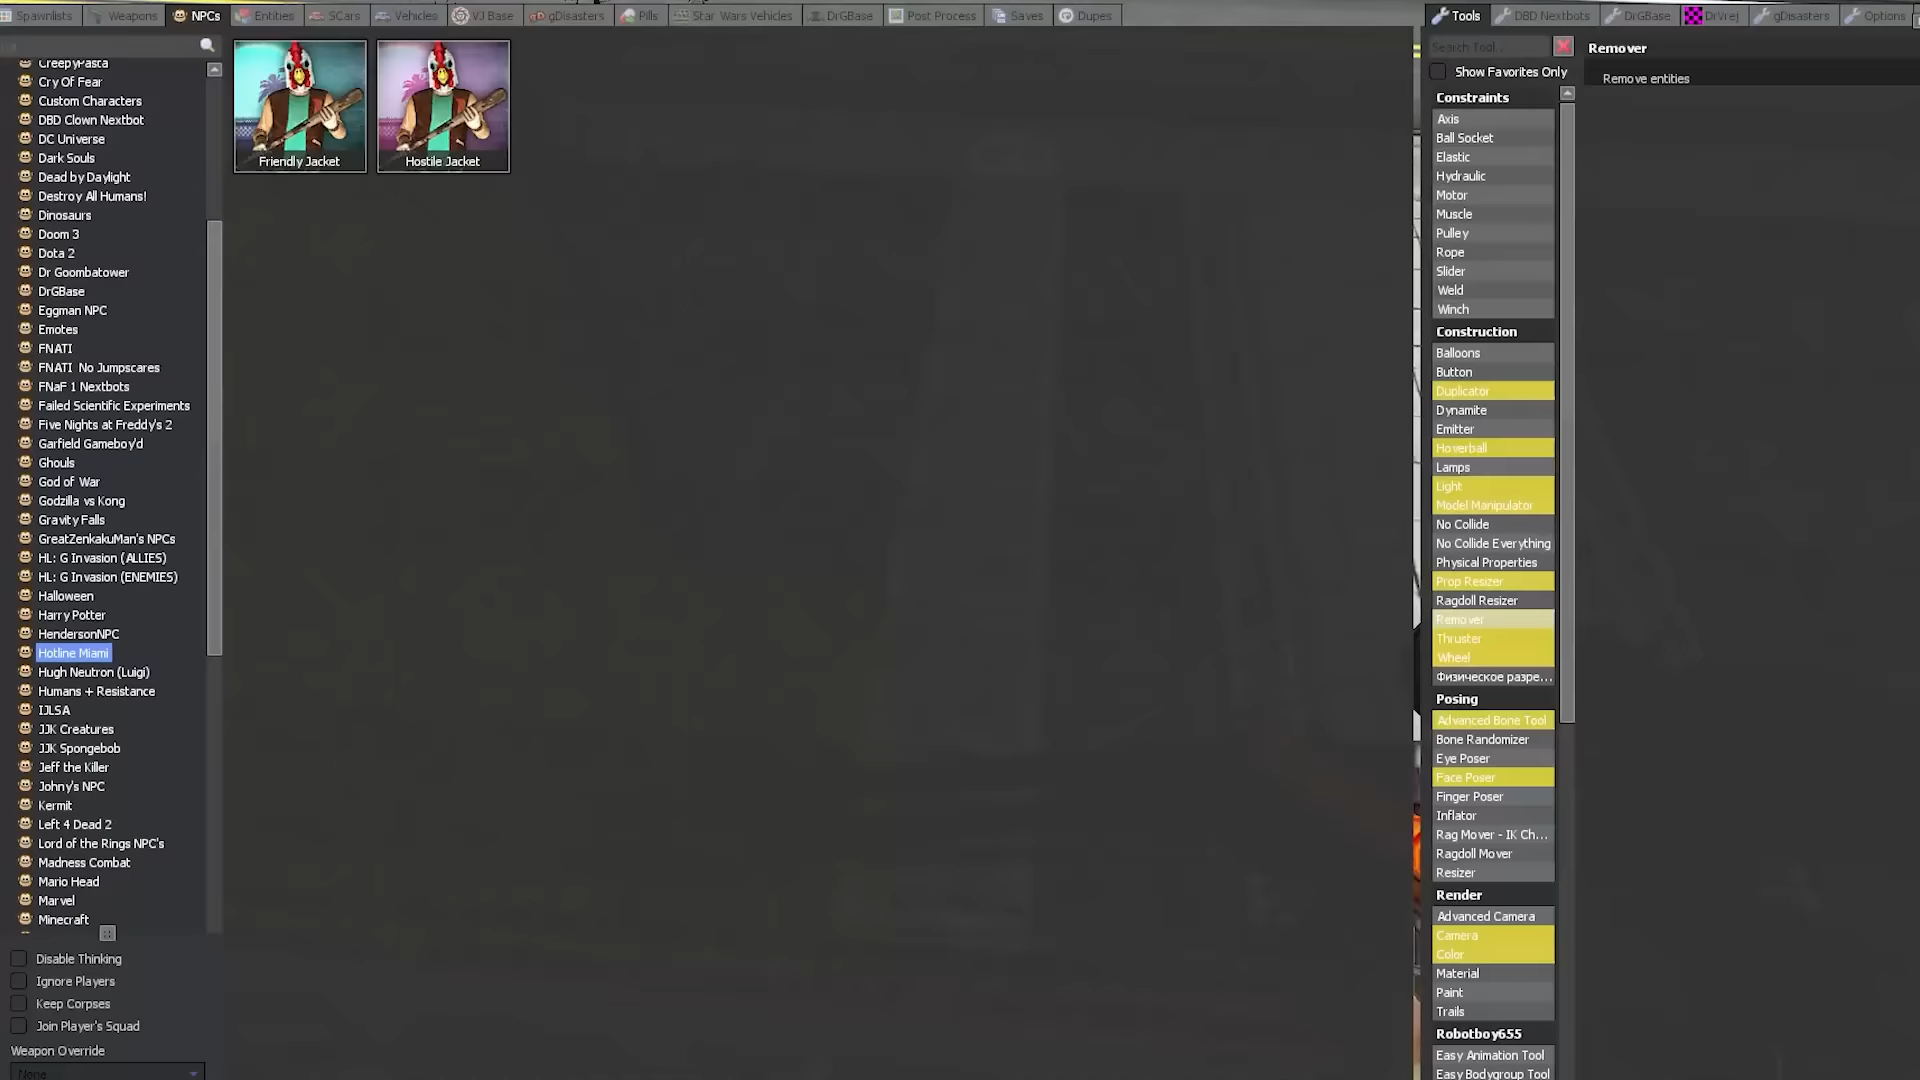 Spawnlists
Weapons
NPCs
Entities
SCars
Vehicles
VJ Base
gDisasters
Pills
Star Wars Vehicles
DrGBase
Post Process
Saves
Dupes
Tools
DBD Nextbots
DrGBase
DrVrej
gDisasters
Options
CreepyPasta
Cry Of Fear
Custom Characters
DBD Clown Nextbot
DC Universe
Dark Souls
Dead by Daylight
Destroy All Humans!
Dinosaurs
Doom 3
Dota 2
Dr Goombatower
DrGBase
Eggman NPC
Emotes
FNATI
FNATI No Jumpscares
FNaF 1 Nextbots
Failed Scientific Experiments
Five Nights at Freddy's 2
Garfield Gameboy'd
Ghouls
God of War
Godzilla vs Kong
Gravity Falls
GreatZenkakuMan's NPCs
HL: G Invasion (ALLIES)
HL: G Invasion (ENEMIES)
Halloween
Harry Potter
HendersonNPC
Hotline Miami
Hugh Neutron (Luigi)
Humans + Resistance
IJLSA
JJK Creatures
JJK Spongebob
Jeff the Killer
Johny's NPC
Kermit
Left 4 Dead 2
Lord of the Rings NPC's
Madness Combat
Mario Head
Marvel
Minecraft
Disable Thinking
Ignore Players
Keep Corpses
Join Player's Squad
Weapon Override
None
Friendly Jacket
Hostile Jacket
Search Tool...
Show Favorites Only
Constraints
Axis
Ball Socket
Elastic
Hydraulic
Motor
Muscle
Pulley
Rope
Slider
Weld
Winch
Construction
Balloons
Button
Duplicator
Dynamite
Emitter
Hoverball
Lamps
Light
Model Manipulator
No Collide
No Collide Everything
Physical Properties
Prop Resizer
Ragdoll Resizer
Remover
Thruster
Wheel
Физическое разре...
Posing
Advanced Bone Tool
Bone Randomizer
Eye Poser
Face Poser
Finger Poser
Inflator
Rag Mover - IK Ch...
Ragdoll Mover
Resizer
Render
Advanced Camera
Camera
Color
Material
Paint
Trails
Robotboy655
Easy Animation Tool
Easy Bodygroup Tool
Remover
Remove entities